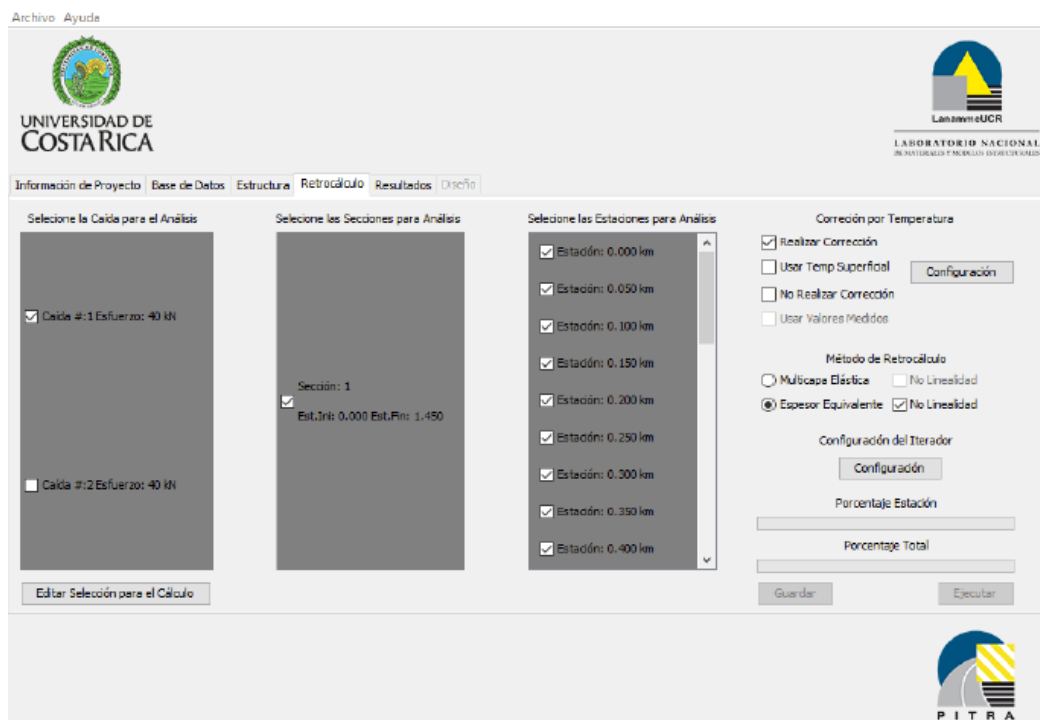 Archivo Ayuda
UNIVERSIDAD DE
COSTA RICA
LanammeUCR
LABORATORIO NACIONAL
DE MATERIALES Y MODELOS ESTRUCTURALES
Información de Proyecto Base de Datos Estructura Retrocálculo Resultados Diseño
Selecione la Caída para el Análisis
Caida #:1 Esfuerzo: 40 kN
Caida #:2 Esfuerzo: 40 kN
Editar Selección para el Cálculo
Selecione las Secciones para Análisis
Sección: 1
Est.Ini: 0.000 Est.Fin: 1.450
Selecione las Estaciones para Análisis
Estación: 0.000 km
Estación: 0.050 km
Estación: 0.100 km
Estación: 0.150 km
Estación: 0.200 km
Estación: 0.250 km
Estación: 0.300 km
Estación: 0.350 km
Estación: 0.400 km
Correción por Temperatura
Realizar Corrección
Usar Temp Superficial Configuración
No Realizar Corrección
Usar Valores Medidos
Método de Retrocálculo
Multicapa Elástica No Linealidad
Espesor Equivalente No Linealidad
Configuración del Iterador
Configuración
Porcentaje Estación
Porcentaje Total
Guardar Ejecutar
PITRA